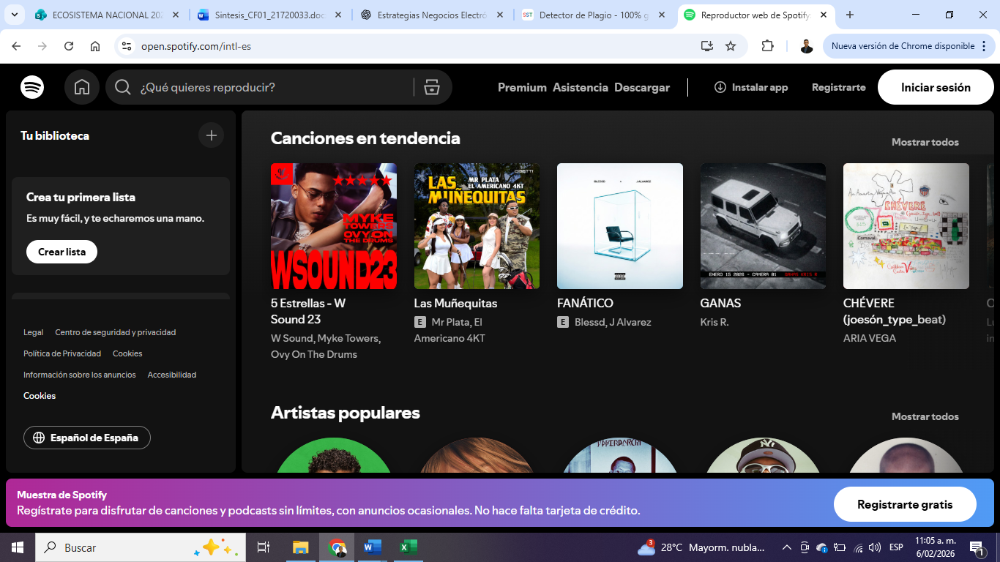 ECOSISTEMA NACIONAL 202
Sintesis_CF01_21720033.doc
Estrategias Negocios Electró
Detector de Plagio - 100% g
Reproductor web de Spotify:
open.spotify.com/intl-es
Nueva versión de Chrome disponible
¿Qué quieres reproducir?
Premium Asistencia Descargar
Instalar app
Registrarte
Iniciar sesión
Tu biblioteca
Crea tu primera lista
Es muy fácil, y te echaremos una mano.
Crear lista
Legal Centro de seguridad y privacidad
Política de Privacidad Cookies
Información sobre los anuncios Accesibilidad
Cookies
Español de España
Canciones en tendencia
Mostrar todos
MYKE
TOWERS
OVY ON
THE DRUMS
WSOUND23
5 Estrellas - W
Sound 23
W Sound, Myke Towers,
Ovy On The Drums
LAS
MUÑEQUITAS
MR PLATA
EL AMERICANO 4KT
Las Muñequitas
E Mr Plata, El
Americano 4KT
BLESSD J ALVAREZ
FANÁTICO
E Blessd, J Alvarez
ENERO 15 2026 - CAMERA 01
GANAS KRIS R
GANAS
Kris R.
CHÉVERE
Carnaval
CHÉVERE
(joesón_type_beat)
ARIA VEGA
Artistas populares
Mostrar todos
Muestra de Spotify
Regístrate para disfrutar de canciones y podcasts sin límites, con anuncios ocasionales. No hace falta tarjeta de crédito.
Registrarte gratis
Buscar
3
28°C Mayorm. nubla...
ESP
11:05 a. m.
6/02/2026
1